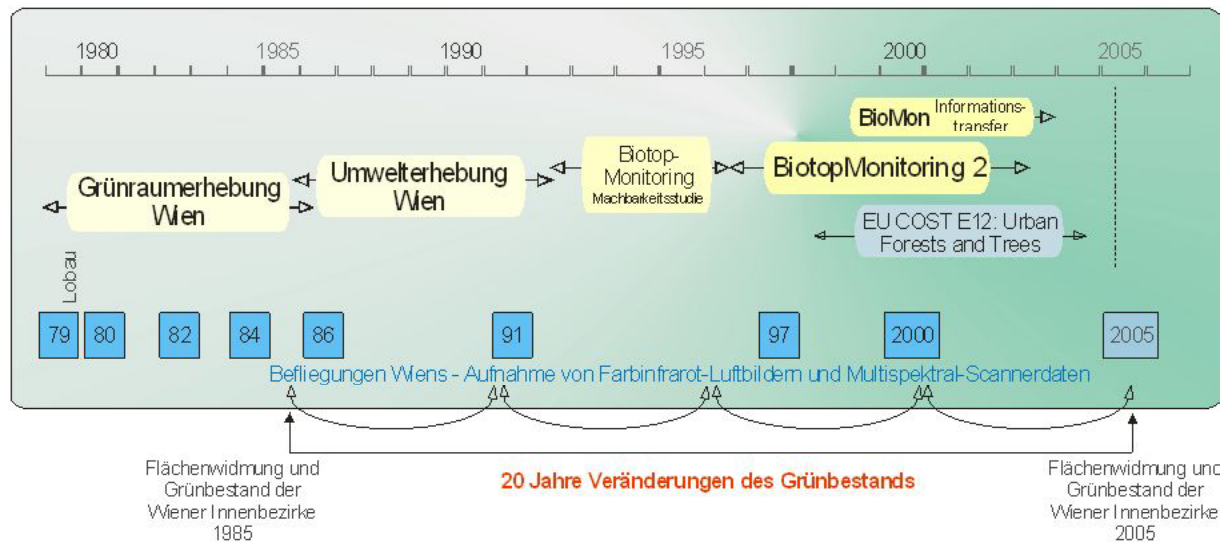 1980 1985 1990 1995 2000 2005
BioMon Informations-
transfer
Grünraumerhebung
Wien
Umwelterhebung
Wien
Biotop-
Monitoring
Machbarkeitsstudie
BiotopMonitoring 2
EU COST E12: Urban
Forests and Trees
Lobau
79 80 82 84 86 91 97 2000 2005
Befliegungen Wiens - Aufnahme von Farbinfrarot-Luftbildern und Multispektral-Scannerdaten
Flächenwidmung und
Grünbestand der
Wiener Innenbezirke
1985
20 Jahre Veränderungen des Grünbestands
Flächenwidmung und
Grünbestand der
Wiener Innenbezirke
2005